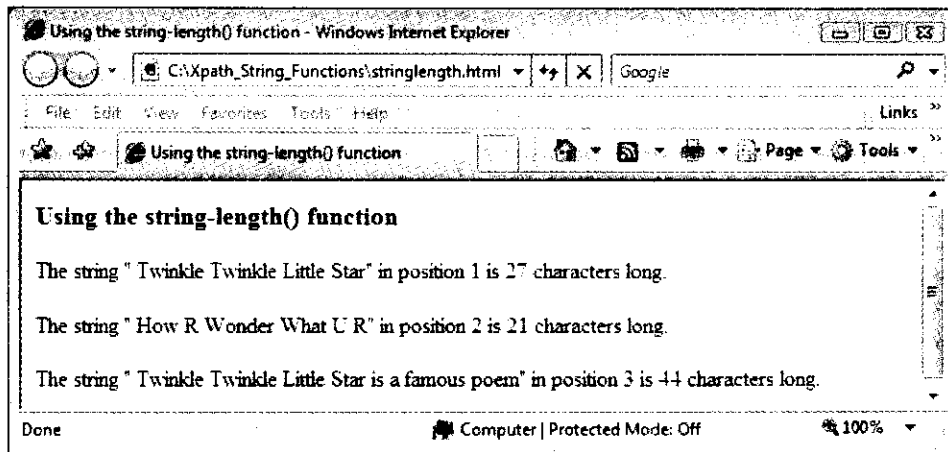 Using the string-length() function - Windows Internet Explorer
C:\Xpath_String_Functions\stringlength.html
Google
File Edit View Favorites Tools Help
Links »
Using the string-length() function
Page Tools »
Using the string-length() function
The string " Twinkle Twinkle Little Star" in position 1 is 27 characters long.
The string " How R Wonder What U R" in position 2 is 21 characters long.
The string " Twinkle Twinkle Little Star is a famous poem" in position 3 is 44 characters long.
Done
Computer | Protected Mode: Off
100%